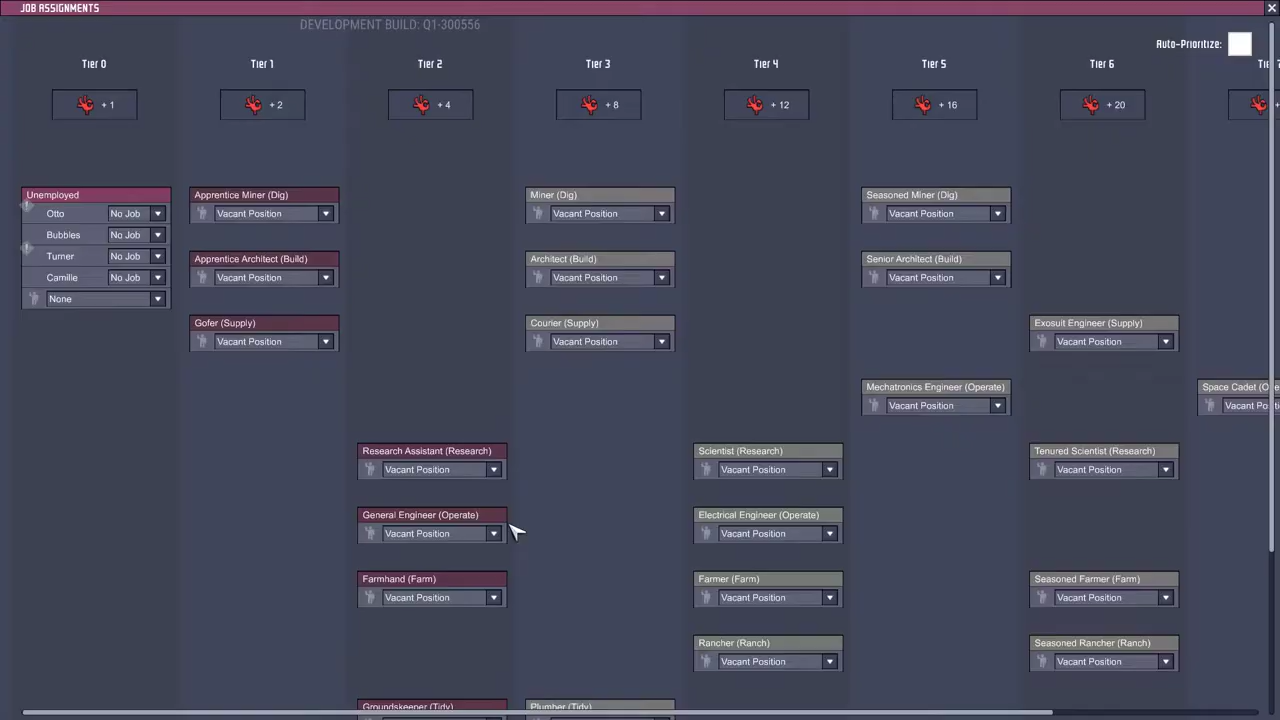 JOB ASSIGNMENTS
DEVELOPMENT BUILD: Q1-300556
Auto-Prioritize:
Tier 0 Tier 1 Tier 2 Tier 3 Tier 4 Tier 5 Tier 6
+ 1 + 2 + 4 + 8 + 12 + 16 + 20
Unemployed Apprentice Miner (Dig) Miner (Dig) Seasoned Miner (Dig)
Otto No Job Vacant Position Vacant Position Vacant Position
Bubbles No Job
Turner No Job Apprentice Architect (Build) Architect (Build) Senior Architect (Build)
Camille No Job Vacant Position Vacant Position Vacant Position
None
Gofer (Supply) Courier (Supply) Exosuit Engineer (Supply)
Vacant Position Vacant Position Vacant Position
Mechatronics Engineer (Operate) Space Cadet
Vacant Position Vacant
Research Assistant (Research) Scientist (Research) Tenured Scientist (Research)
Vacant Position Vacant Position Vacant Position
General Engineer (Operate) Electrical Engineer (Operate)
Vacant Position Vacant Position
Farmhand (Farm) Farmer (Farm) Seasoned Farmer (Farm)
Vacant Position Vacant Position Vacant Position
Rancher (Ranch) Seasoned Rancher (Ranch)
Vacant Position Vacant Position
Groundskeeper (Tidy) Plumber (Tidy)